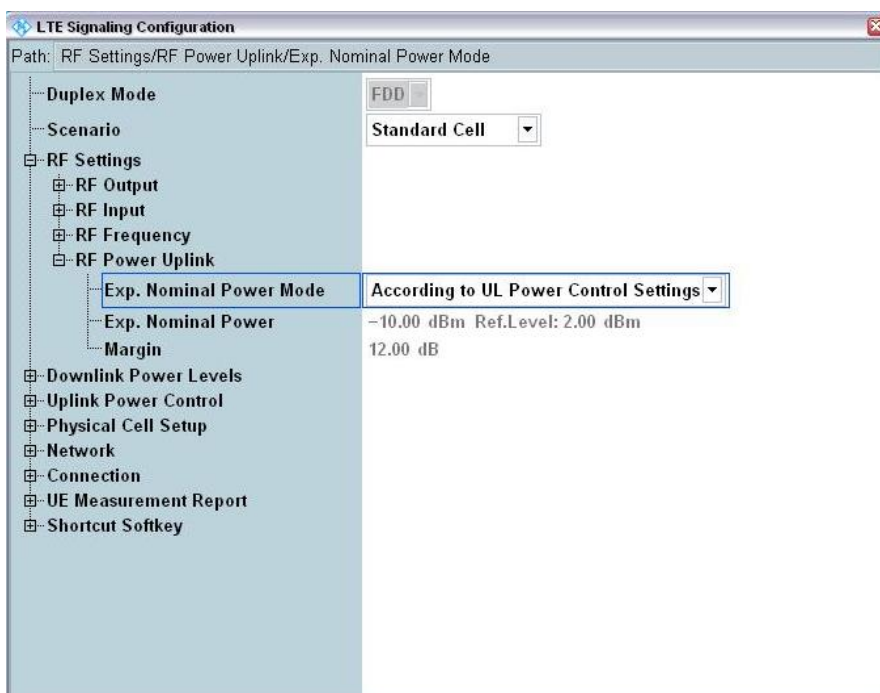 LTE Signaling Configuration
Path: RF Settings/RF Power Uplink/Exp. Nominal Power Mode
Duplex Mode FDD
Scenario Standard Cell
RF Settings
RF Output
RF Input
RF Frequency
RF Power Uplink
Exp. Nominal Power Mode According to UL Power Control Settings
Exp. Nominal Power −10.00 dBm Ref.Level: 2.00 dBm
Margin 12.00 dB
Downlink Power Levels
Uplink Power Control
Physical Cell Setup
Network
Connection
UE Measurement Report
Shortcut Softkey